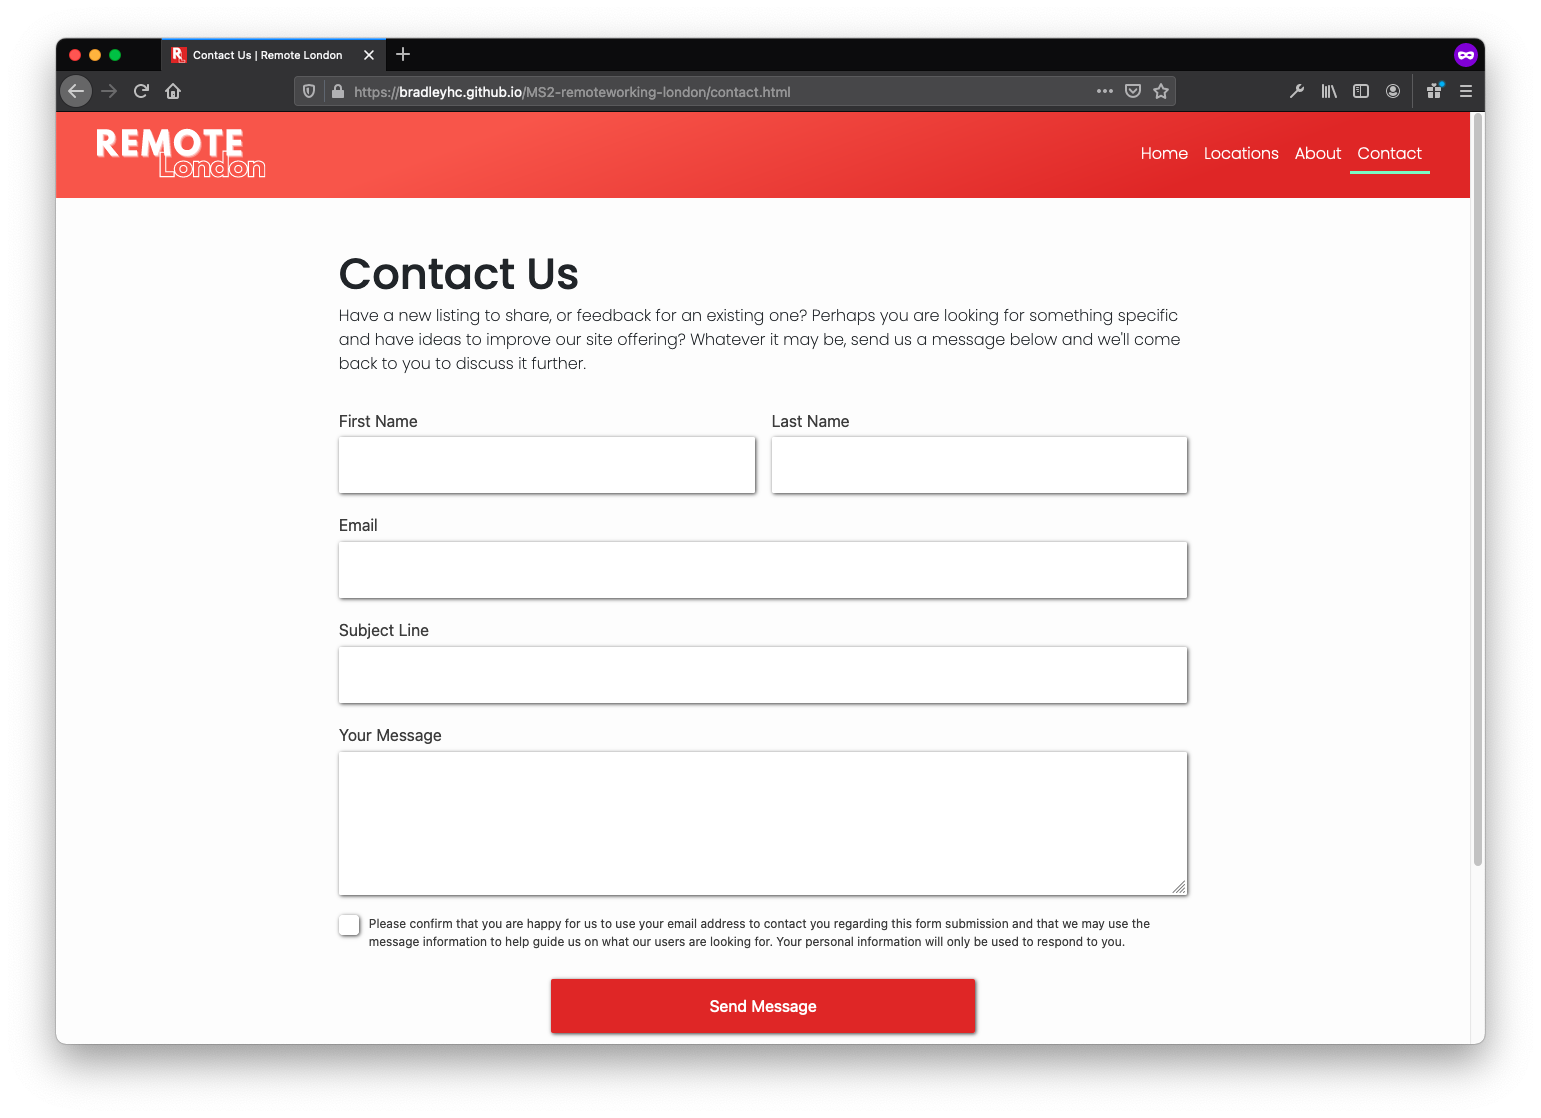 Contact Us | Remote London
https://bradleyhc.github.io/MS2-remoteworking-london/contact.html
REMOTE
London
Home Locations About Contact
Contact Us
Have a new listing to share, or feedback for an existing one? Perhaps you are looking for something specific
and have ideas to improve our site offering? Whatever it may be, send us a message below and we'll come
back to you to discuss it further.
First Name Last Name
Email
Subject Line
Your Message
Please confirm that you are happy for us to use your email address to contact you regarding this form submission and that we may use the
message information to help guide us on what our users are looking for. Your personal information will only be used to respond to you.
Send Message